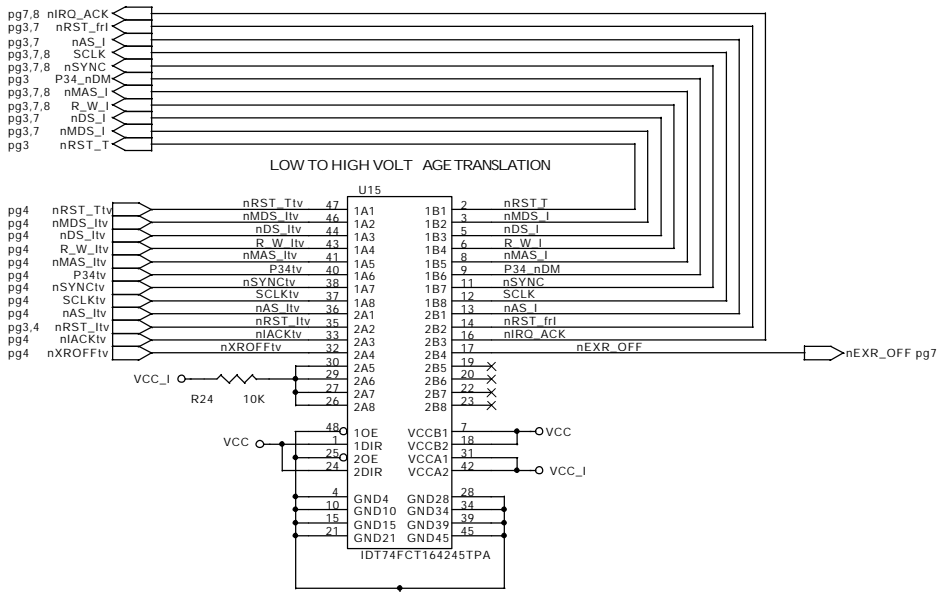 pg7,8 nIRQ_ACK
pg3,7 nRST_frI
pg3,7 nAS_I
pg3,7,8 SCLK
pg3,7,8 nSYNC
pg3 P34_nDM
pg3,7,8 nMAS_I
pg3,7,8 R_W_I
pg3,7 nDS_I
pg3,7 nMDS_I
pg3 nRST_T
LOW TO HIGH VOLT AGE TRANSLATION
U15
pg4 nRST_Ttv nRST_Ttv 47 1A1 1B1 2 nRST_T
pg4 nMDS_Itv nMDS_Itv 46 1A2 1B2 3 nMDS_I
pg4 nDS_Itv nDS_Itv 44 1A3 1B3 5 nDS_I
pg4 R_W_Itv R_W_Itv 43 1A4 1B4 6 R_W_I
pg4 nMAS_Itv nMAS_Itv 41 1A5 1B5 8 nMAS_I
pg4 P34tv P34tv 40 1A6 1B6 9 P34_nDM
pg4 nSYNCtv nSYNCtv 38 1A7 1B7 11 nSYNC
pg4 SCLKtv SCLKtv 37 1A8 1B8 12 SCLK
pg4 nAS_Itv nAS_Itv 36 2A1 2B1 13 nAS_I
pg3,4 nRST_Itv nRST_Itv 35 2A2 2B2 14 nRST_frI
pg4 nIACKtv nIACKtv 33 2A3 2B3 16 nIRQ_ACK
pg4 nXROFFtv nXROFFtv 32 2A4 2B4 17 nEXR_OFF nEXR_OFF pg7
30 2A5 2B5 19
VCC_I 29 2A6 2B6 20
27 2A7 2B7 22
R24 10K 26 2A8 2B8 23
48 1OE VCCB1 7 VCC
VCC 1 1DIR VCCB2 18
25 2OE VCCA1 31
24 2DIR VCCA2 42 VCC_I
4 GND4 GND28 28
10 GND10 GND34 34
15 GND15 GND39 39
21 GND21 GND45 45
IDT74FCT164245TPA